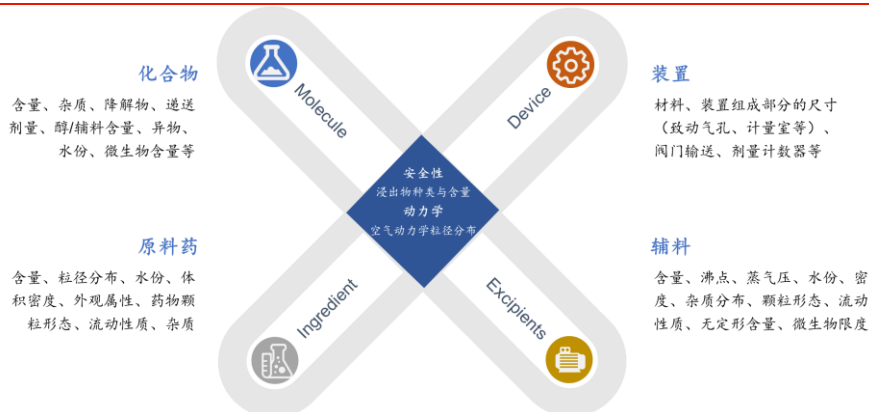 化合物
含量、杂质、降解物、递送
剂量、醇/辅料含量、异物、
水份、微生物含量等
Molecule
Device
装置
材料、装置组成部分的尺寸
（致动气孔、计量室等）、
阀门输送、剂量计数器等
安全性
浸出物种类与含量
动力学
空气动力学粒径分布
原料药
含量、粒径分布、水份、体
积密度、外观属性、药物颗
粒形态、流动性质、杂质
Ingredient
Excipients
辅料
含量、沸点、蒸气压、水份、密
度、杂质分布、颗粒形态、流动
性质、无定形含量、微生物限度